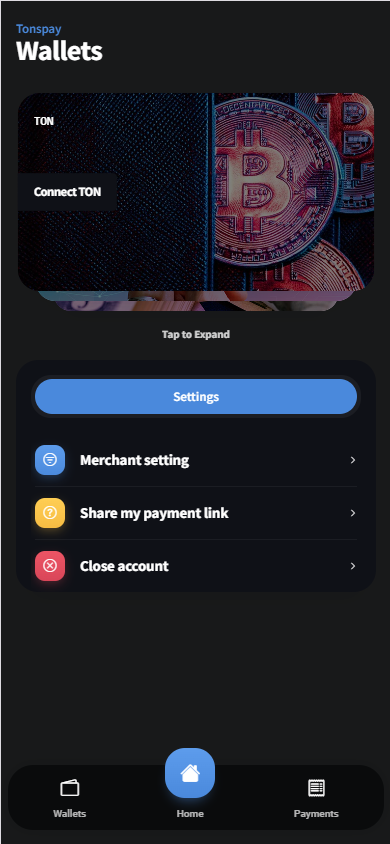 Tonspay
Wallets
TON
Connect TON
Tap to Expand
Settings
Merchant setting
Share my payment link
Close account
Wallets
Home
Payments